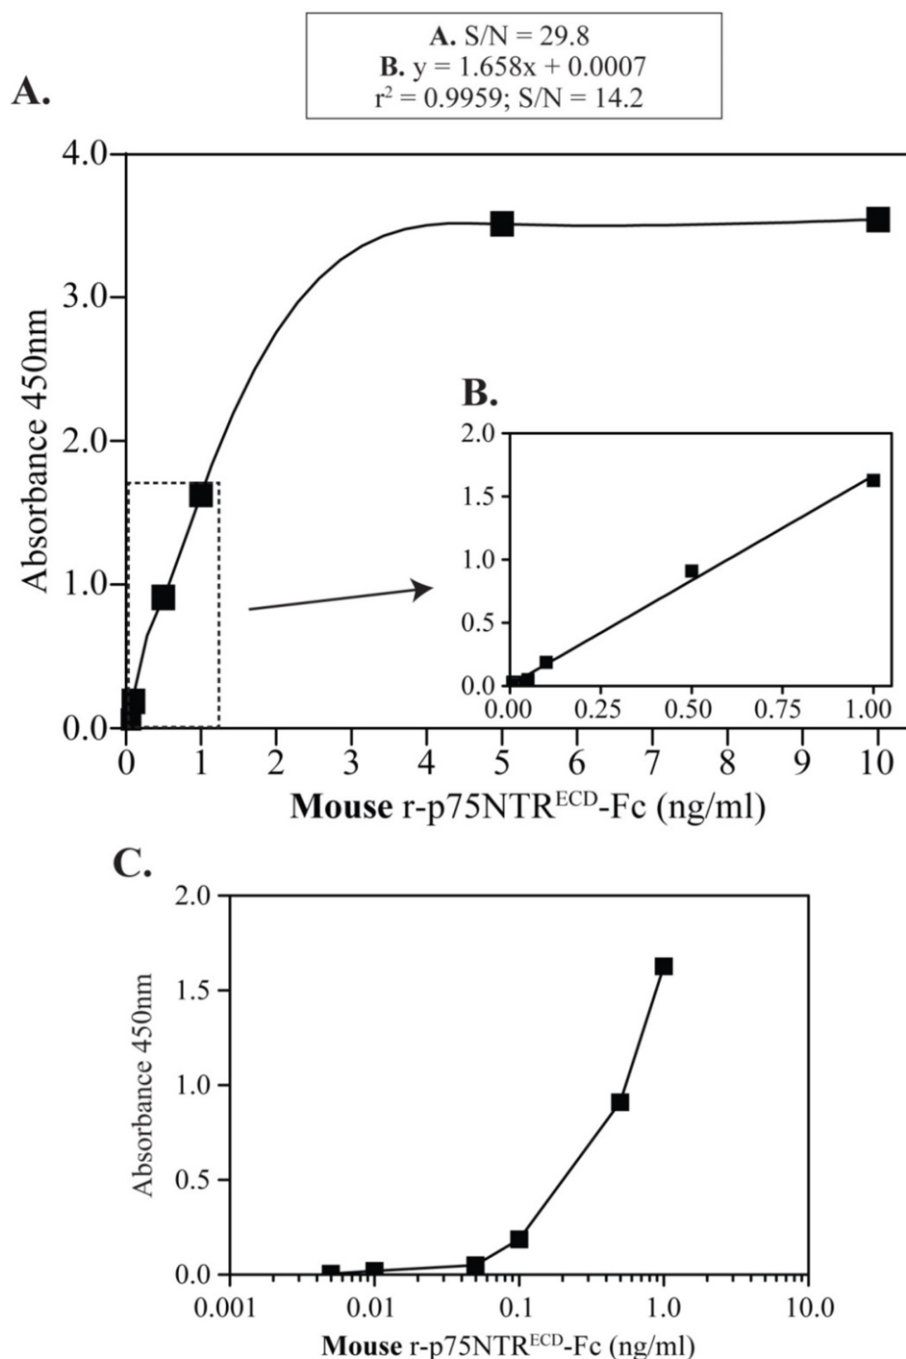 A. S/N = 29.8
B. y = 1.658x + 0.0007
r² = 0.9959; S/N = 14.2
A.
4.0
3.0
2.0
1.0
0.0
Absorbance 450nm
0 1 2 3 4 5 6 7 8 9 10
Mouse r-p75NTR^ECD-Fc (ng/ml)
B.
2.0
1.5
1.0
0.5
0.0
0.00 0.25 0.50 0.75 1.00
C.
2.0
1.5
1.0
0.5
0.0
Absorbance 450nm
0.001 0.01 0.1 1.0 10.0
Mouse r-p75NTR^ECD-Fc (ng/ml)